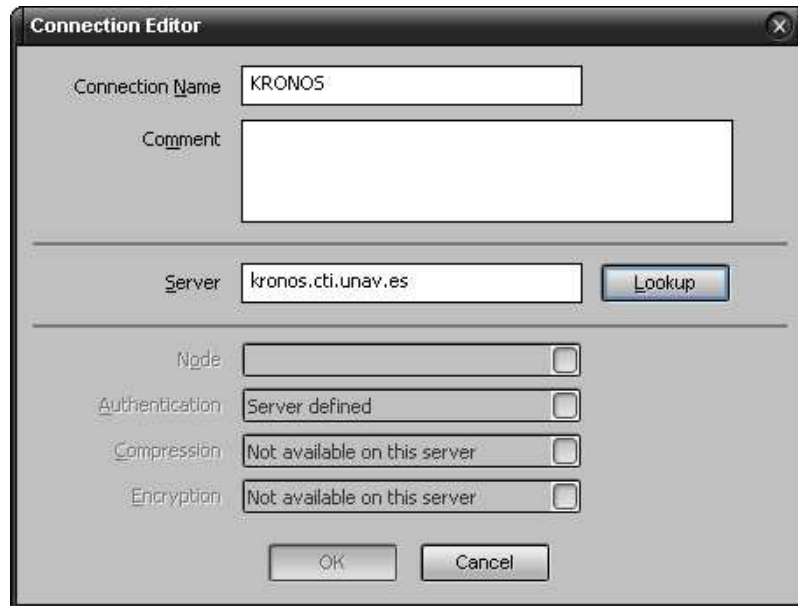 Connection Editor
Connection Name KRONOS
Comment
Server kronos.cti.unav.es Lookup
Node
Authentication Server defined
Compression Not available on this server
Encryption Not available on this server
OK Cancel